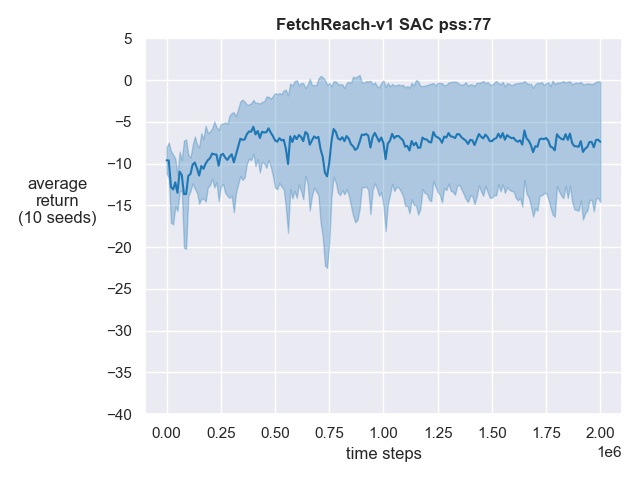 FetchReach-v1 SAC pss:77
5
0
−5
−10
−15
−20
−25
−30
−35
−40
average
return
(10 seeds)
0.00 0.25 0.50 0.75 1.00 1.25 1.50 1.75 2.00
1e6
time steps